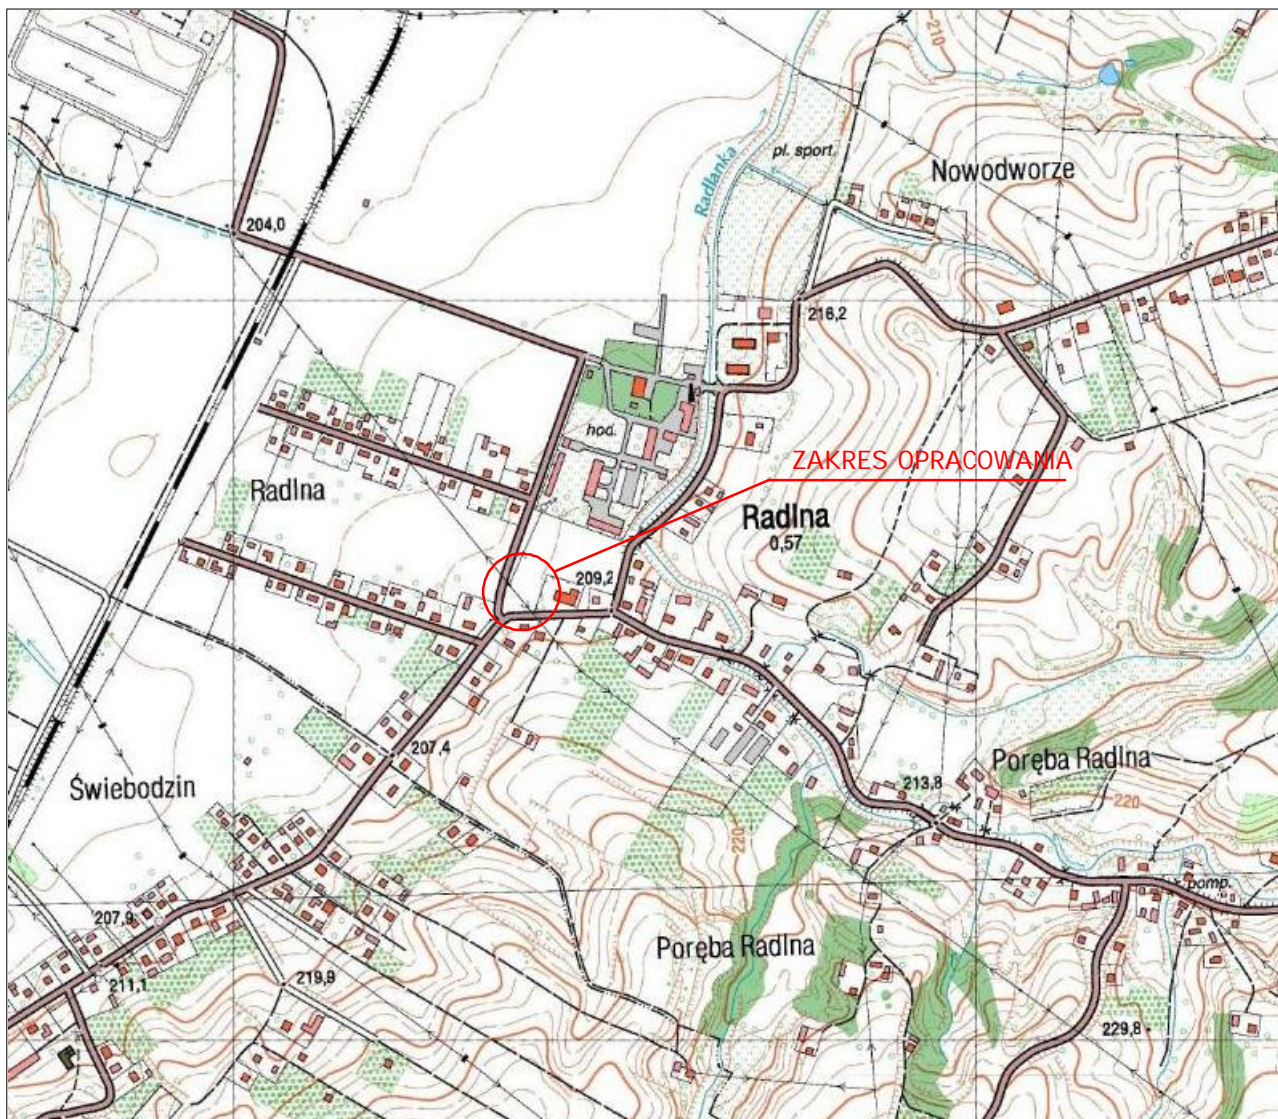 210
pl. sport.
Nowodworze
Radlanka
204,0
216,2
hod.
ZAKRES OPRACOWANIA
Radlna
Radlna
0,57
209,2
207,4
Poręba Radlna
Świebodzin
213,8
220
220
pomp.
207,9
Poręba Radlna
211,1
219,9
229,8